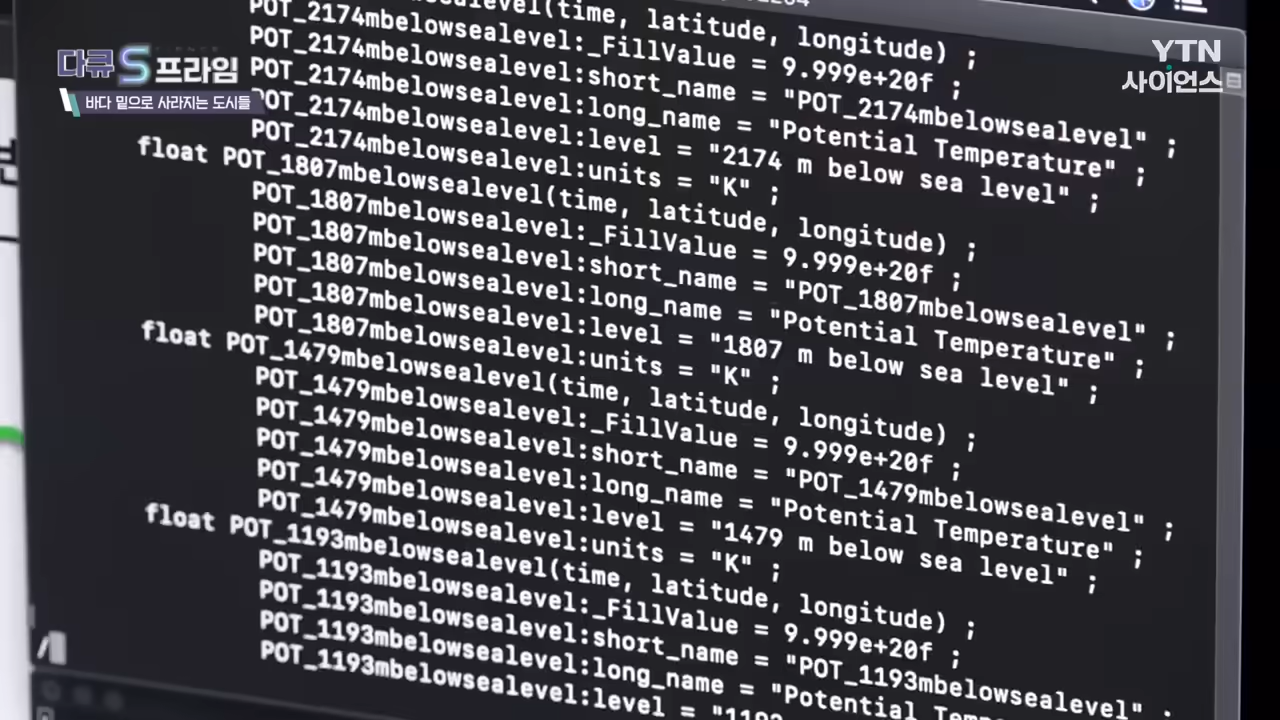 다큐 S 프라임
바다 밑으로 사라지는 도시들
YTN
사이언스
POT_2174mbelowsealevel(time, latitude, longitude) ;
POT_2174mbelowsealevel:_FillValue = 9.999e+20f ;
POT_2174mbelowsealevel:short_name = "POT_2174mbelowsealevel" ;
POT_2174mbelowsealevel:long_name = "Potential Temperature" ;
POT_2174mbelowsealevel:level = "2174 m below sea level" ;
POT_2174mbelowsealevel:units = "K" ;
float POT_1807mbelowsealevel(time, latitude, longitude) ;
POT_1807mbelowsealevel:_FillValue = 9.999e+20f ;
POT_1807mbelowsealevel:short_name = "POT_1807mbelowsealevel" ;
POT_1807mbelowsealevel:long_name = "Potential Temperature" ;
POT_1807mbelowsealevel:level = "1807 m below sea level" ;
POT_1807mbelowsealevel:units = "K" ;
float POT_1479mbelowsealevel(time, latitude, longitude) ;
POT_1479mbelowsealevel:_FillValue = 9.999e+20f ;
POT_1479mbelowsealevel:short_name = "POT_1479mbelowsealevel" ;
POT_1479mbelowsealevel:long_name = "Potential Temperature" ;
POT_1479mbelowsealevel:level = "1479 m below sea level" ;
POT_1479mbelowsealevel:units = "K" ;
float POT_1193mbelowsealevel(time, latitude, longitude) ;
POT_1193mbelowsealevel:_FillValue = 9.999e+20f ;
POT_1193mbelowsealevel:short_name = "POT_1193mbelowsealevel" ;
POT_1193mbelowsealevel:long_name = "Potential
POT_1193mbelowsealevel:level =
/